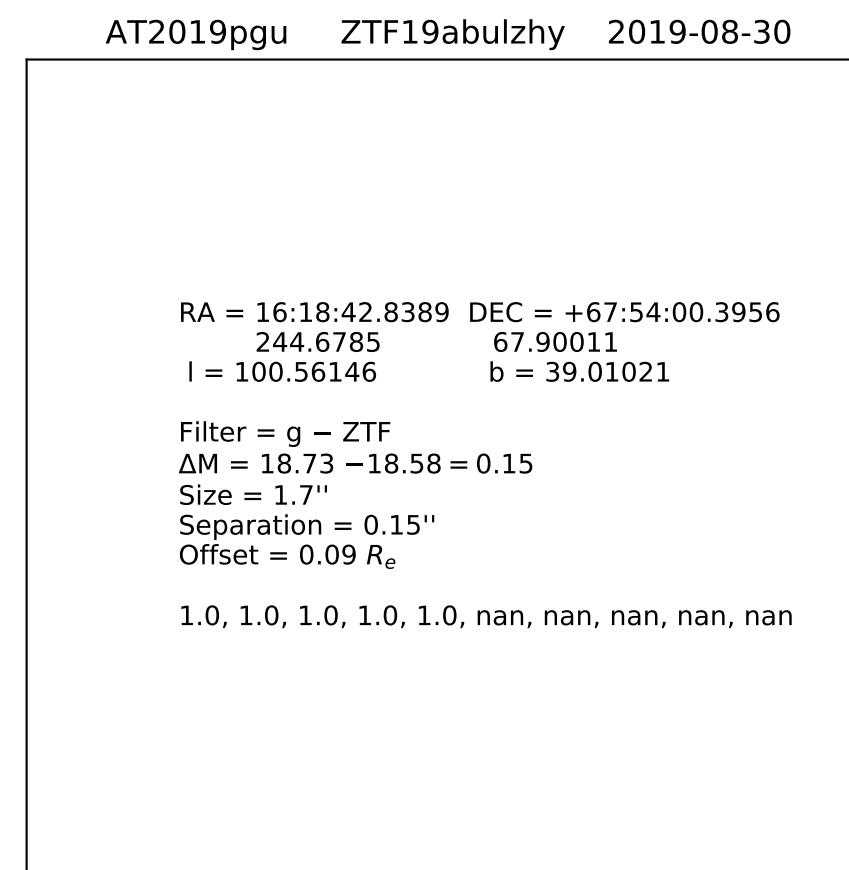 AT2019pgu ZTF19abulzhy 2019-08-30
RA = 16:18:42.8389 DEC = +67:54:00.3956
244.6785 67.90011
l = 100.56146 b = 39.01021
Filter = g − ZTF
ΔM = 18.73 −18.58 = 0.15
Size = 1.7''
Separation = 0.15''
Offset = 0.09 Rₑ
1.0, 1.0, 1.0, 1.0, 1.0, nan, nan, nan, nan, nan